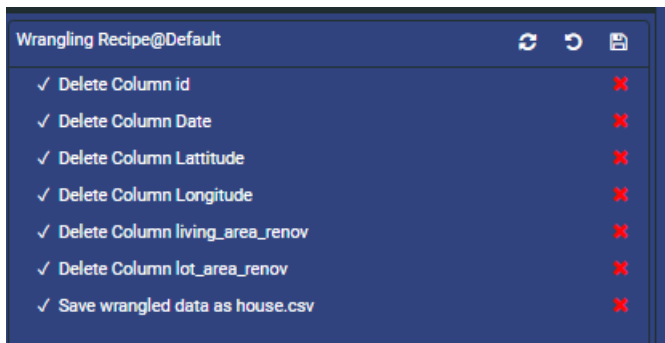 Wrangling Recipe@Default
✓ Delete Column id
✓ Delete Column Date
✓ Delete Column Lattitude
✓ Delete Column Longitude
✓ Delete Column living_area_renov
✓ Delete Column lot_area_renov
✓ Save wrangled data as house.csv